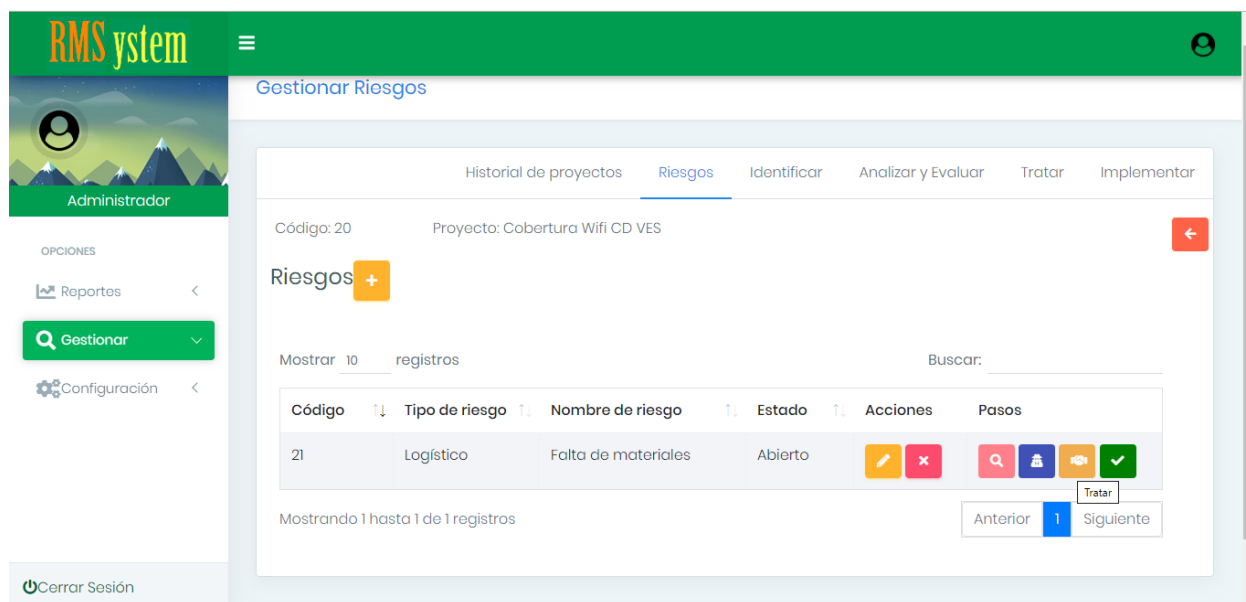 RMSystem
Gestionar Riesgos
Administrador
OPCIONES
Reportes
Gestionar
Configuración
Cerrar Sesión
Historial de proyectos Riesgos Identificar Analizar y Evaluar Tratar Implementar
Código: 20 Proyecto: Cobertura Wifi CD VES
Riesgos
Mostrar 10 registros Buscar:
Código Tipo de riesgo Nombre de riesgo Estado Acciones Pasos
21 Logístico Falta de materiales Abierto
Tratar
Mostrando 1 hasta 1 de 1 registros Anterior 1 Siguiente